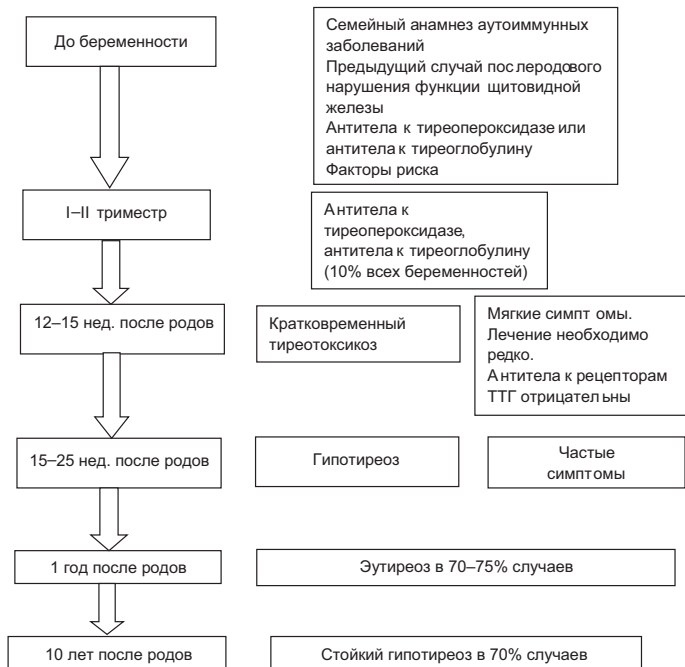 До беременности
Семейный анамнез аутоиммунных
заболеваний
Предыдущий случай послеродового
нарушения функции щитовидной
железы
Антитела к тиреопероксидазе или
антитела к тиреоглобулину
Факторы риска
I–II триместр
Антитела к
тиреопероксидазе,
антитела к тиреоглобулину
(10% всех беременностей)
12–15 нед. после родов
Кратковременный
тиреотоксикоз
Мягкие симптомы.
Лечение необходимо
редко.
Антитела к рецепторам
ТТГ отрицательны
15–25 нед. после родов
Гипотиреоз
Частые
симптомы
1 год после родов
Эутиреоз в 70–75% случаев
10 лет после родов
Стойкий гипотиреоз в 70% случаев